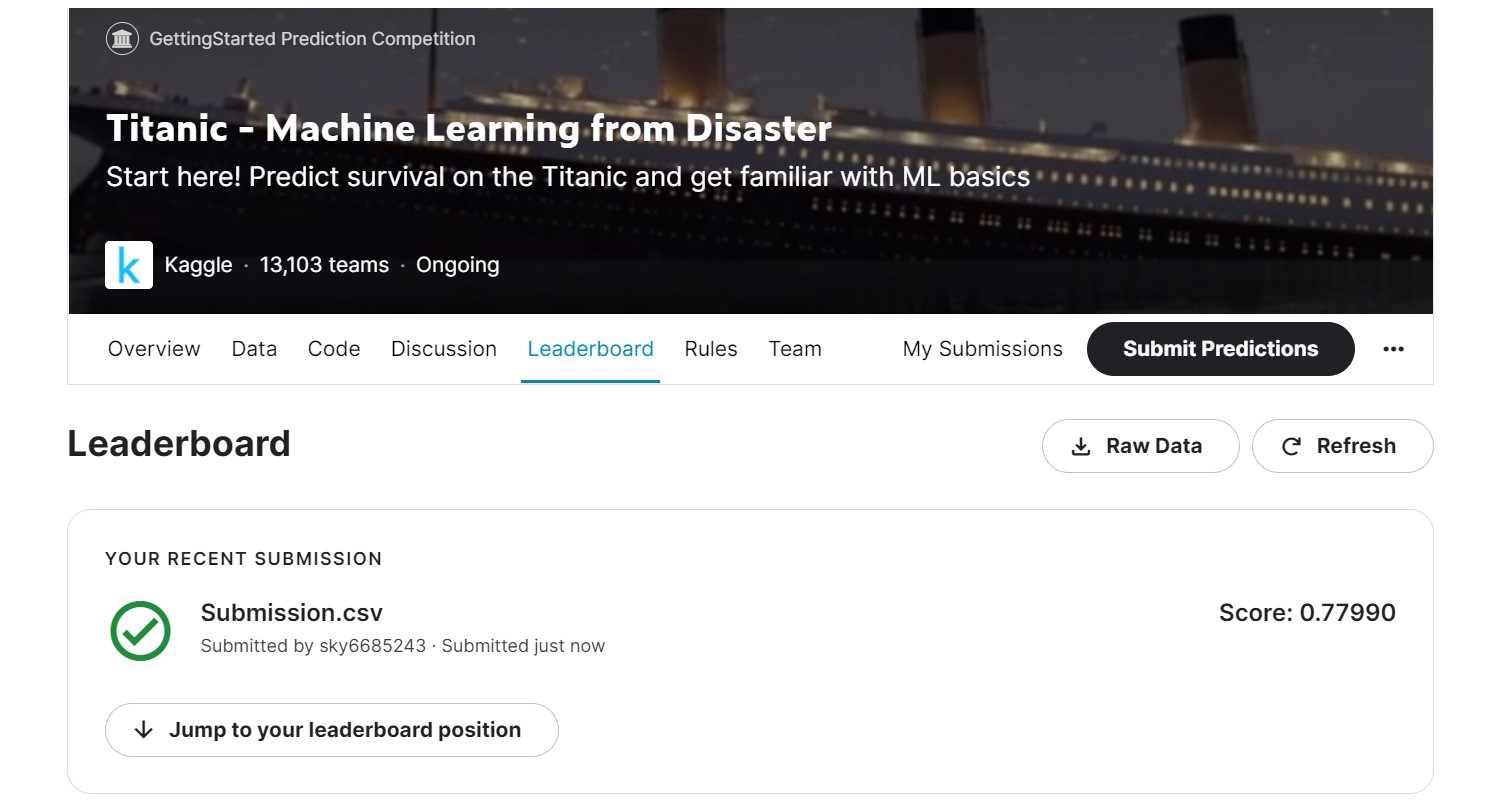 GettingStarted Prediction Competition
Titanic - Machine Learning from Disaster
Start here! Predict survival on the Titanic and get familiar with ML basics
k Kaggle · 13,103 teams · Ongoing
Overview Data Code Discussion Leaderboard Rules Team My Submissions Submit Predictions
Leaderboard Raw Data Refresh
YOUR RECENT SUBMISSION
Submission.csv Score: 0.77990
Submitted by sky6685243 · Submitted just now
Jump to your leaderboard position